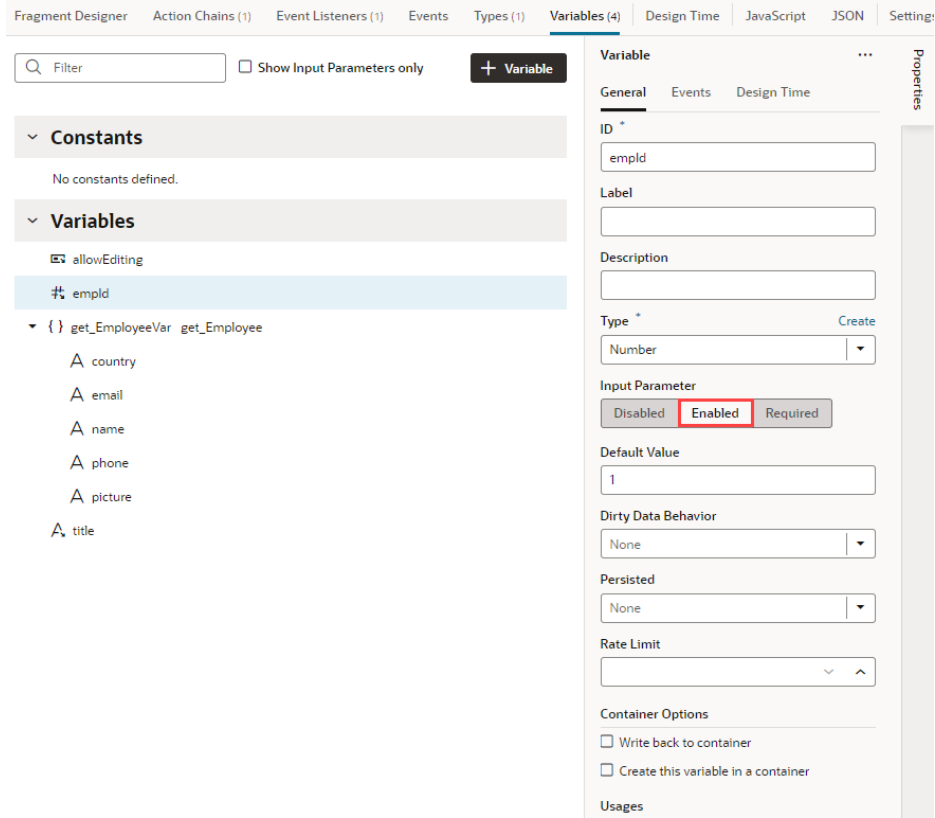 Fragment Designer Action Chains (1) Event Listeners (1) Events Types (1) Variables (4) Design Time JavaScript JSON Settings
Filter Show Input Parameters only + Variable
Constants
No constants defined.
Variables
allowEditing
empId
{ } get_EmployeeVar get_Employee
A country
A email
A name
A phone
A picture
A title
Variable ...
General Events Design Time
ID *
empId
Label
Description
Type * Create
Number
Input Parameter
Disabled Enabled Required
Default Value
1
Dirty Data Behavior
None
Persisted
None
Rate Limit
Container Options
Write back to container
Create this variable in a container
Usages
Properties